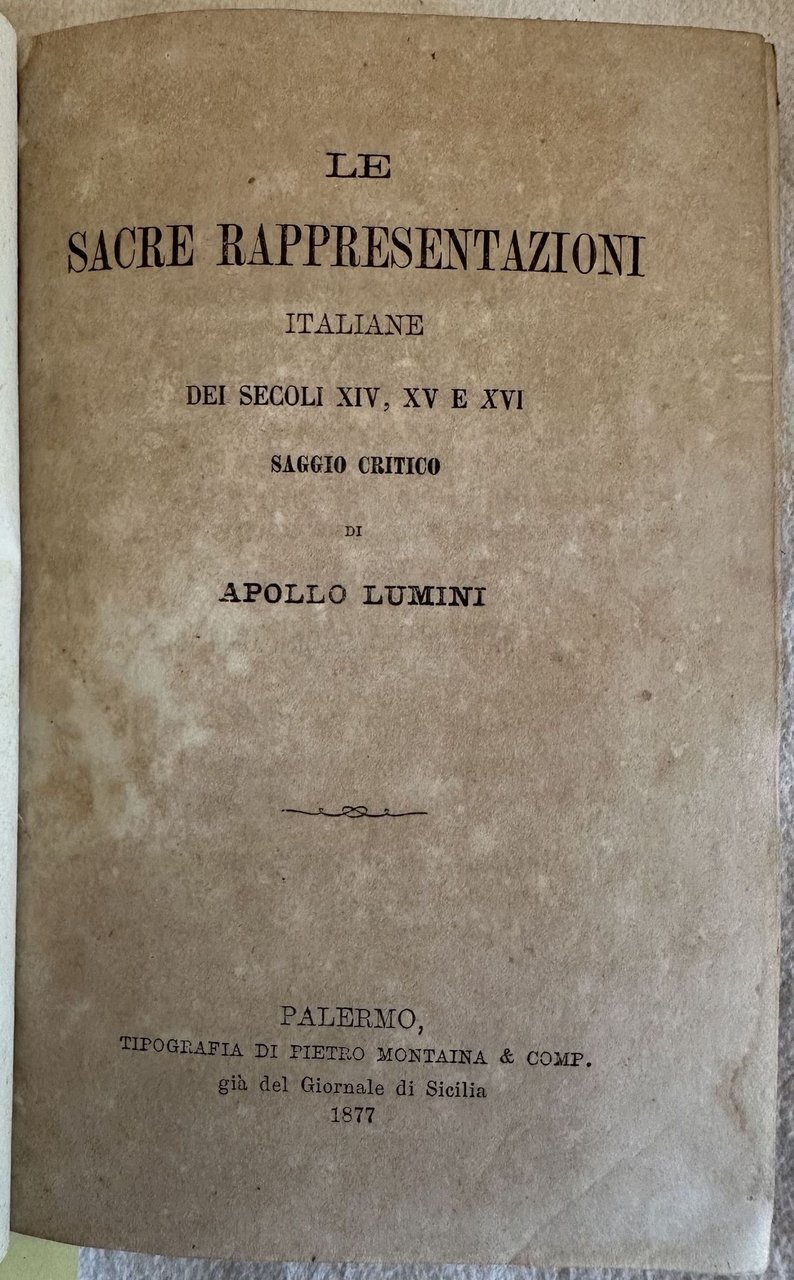 LE
SACRE RAPPRESENTAZIONI
ITALIANE
DEI SECOLI XIV, XV E XVI
SAGGIO CRITICO
DI
APOLLO LUMINI
PALERMO,
TIPOGRAFIA DI PIETRO MONTAINA & COMP.
già del Giornale di Sicilia
1877